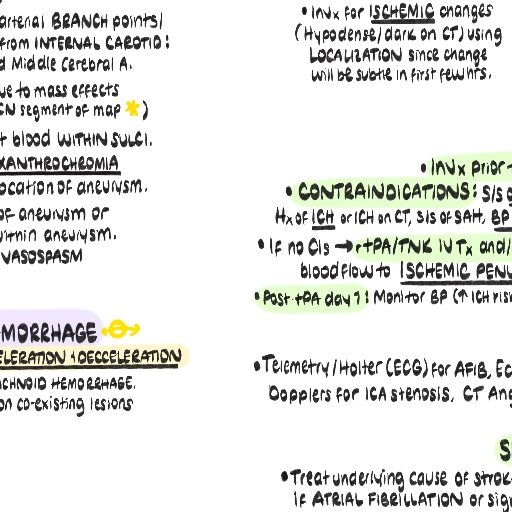 arterial BRANCH points/
from INTERNAL CAROTID:
d Middle Cerebral A.
ue to mass effects
CN segment of map *)
t blood WITHIN SULCI.
XANTHROCHROMIA
ocation of aneurysm.
of aneurysm or
within aneurysm.
VASOSPASM
MORRHAGE
ELERATION + DECCELERATION
ACHNOID HEMORRHAGE.
on co-existing lesions
• INVx for ISCHEMIC changes
(Hypodense/dark on CT) using
LOCALIZATION since change
will be subtle in first few hrs.
• INVx prior t
• CONTRAINDICATIONS: S/S
Hx of ICH or ICH on CT, S/S of SAH, BP
• If no CIs → rtPA/TNK IV Tx and/
bloodflow to ISCHEMIC PENU
• Post tPA day 1: Monitor BP (↑ ICH ris
• Telemetry/Holter (ECG) for AFIB, Ec
Dopplers for ICA stenosis, CT Ang
S
• Treat underlying cause of strok
If ATRIAL FIBRILLATION or sig